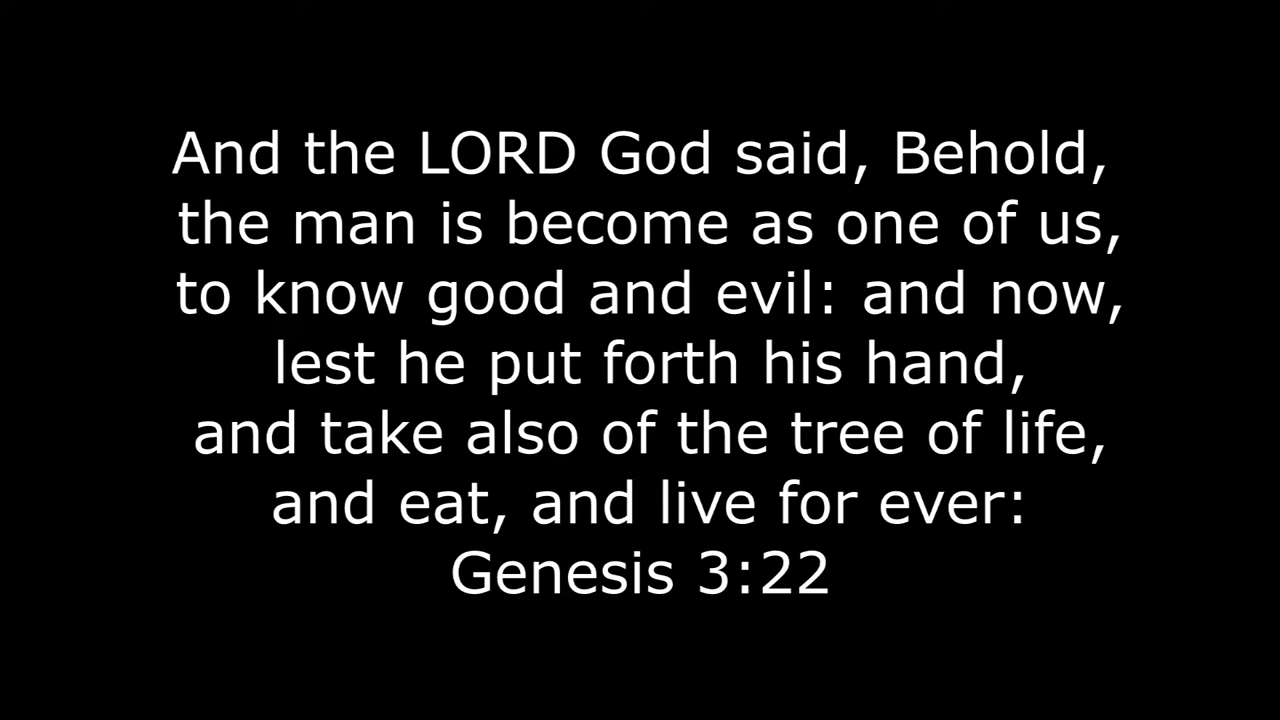 And the LORD God said, Behold,
the man is become as one of us,
to know good and evil: and now,
lest he put forth his hand,
and take also of the tree of life,
and eat, and live for ever:
Genesis 3:22